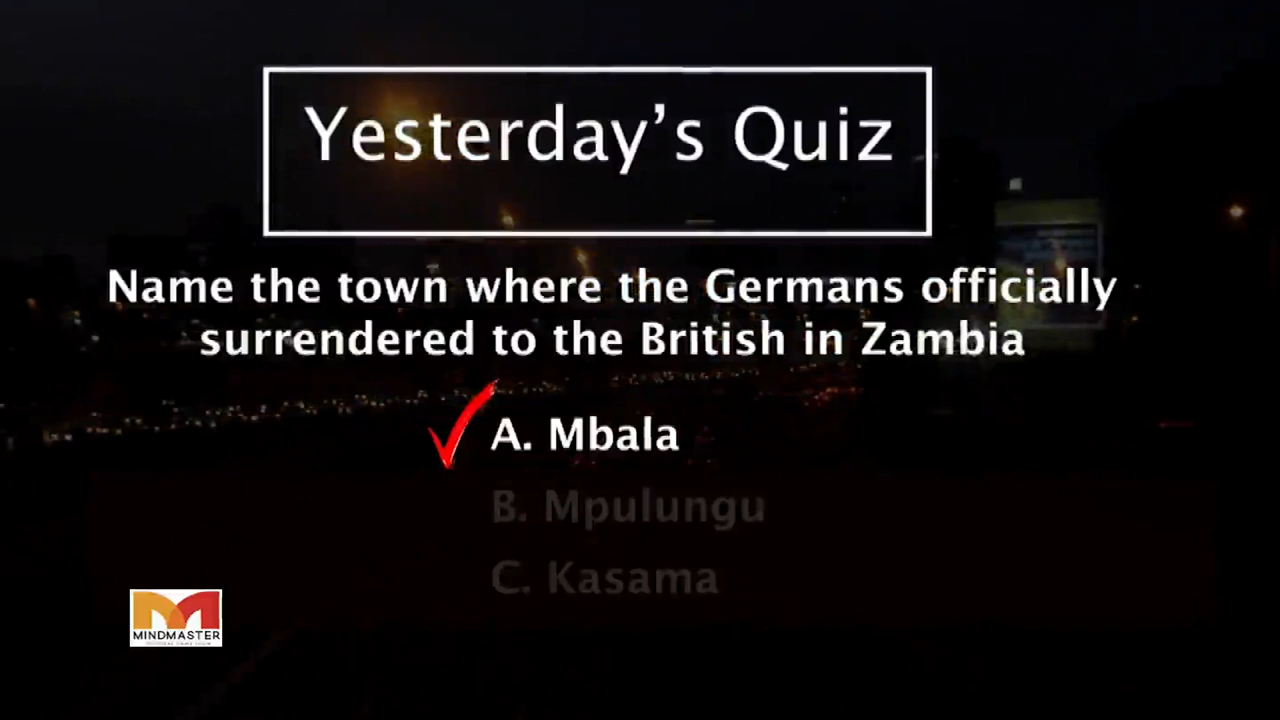 Yesterday's Quiz
Name the town where the Germans officially
surrendered to the British in Zambia
A. Mbala
B. Mpulungu
C. Kasama
MINDMASTER